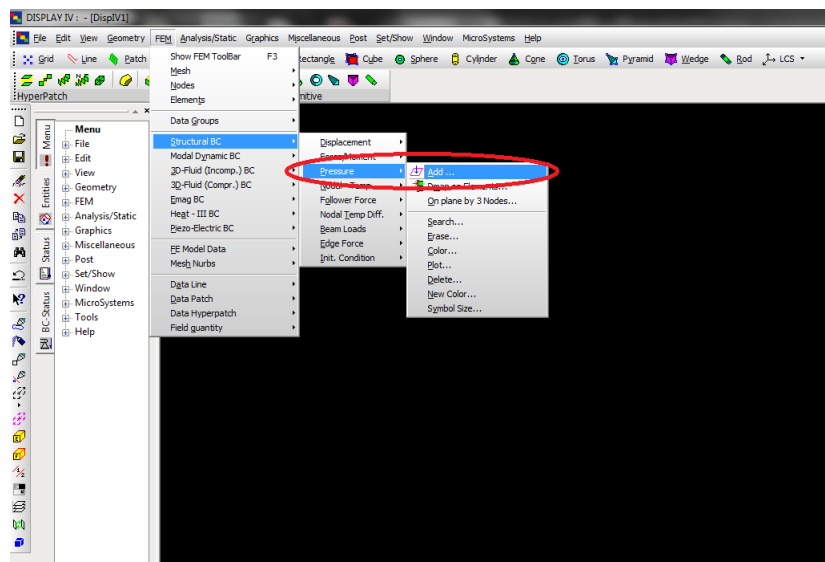 DISPLAY IV : - [DispIV1]
File Edit View Geometry FEM Analysis/Static Graphics Miscellaneous Post Set/Show Window MicroSystems Help
Grid Line Patch
Cube Sphere Cylinder Cone Torus Pyramid Wedge Rod LCS
HyperPatch
Menu
Entities
Status
BC-Status
Menu
File
Edit
View
Geometry
FEM
Analysis/Static
Graphics
Miscellaneous
Post
Set/Show
Window
MicroSystems
Tools
Help
Show FEM ToolBar F3
Mesh
Nodes
Elements
Data Groups
Structural BC
Modal Dynamic BC
3D-Fluid (Incomp.) BC
3D-Fluid (Compr.) BC
Emag BC
Heat - III BC
Piezo-Electric BC
FE Model Data
Mesh Nurbs
Data Line
Data Patch
Data Hyperpatch
Field quantity
Displacement
Force/Moment
Pressure
Nodal Temp.
Follower Force
Nodal Temp Diff.
Beam Loads
Edge Force
Init. Condition
Add ...
On plane by 3 Nodes...
Search...
Erase...
Color...
Plot...
Delete...
New Color...
Symbol Size...